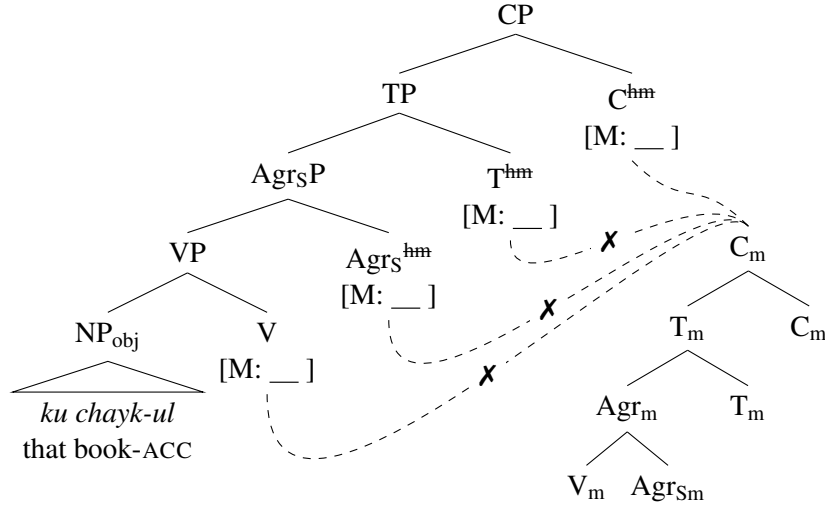 CP
TP C^hm
[M: __ ]
Agr_SP T^hm
[M: __ ]
VP Agr_S^hm C_m
[M: __ ]
NP_obj V T_m C_m
[M: __ ]
ku chayk-ul Agr_m T_m
that book-ACC
V_m Agr_Sm
✗
✗
✗